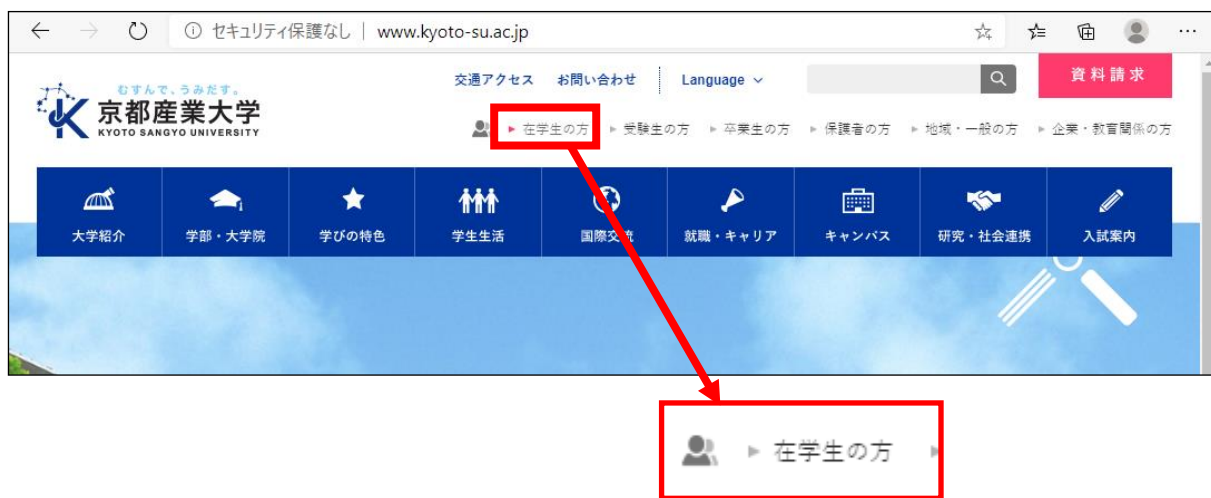 セキュリティ保護なし | www.kyoto-su.ac.jp
むすんで、うみだす。
京都産業大学
KYOTO SANGYO UNIVERSITY
交通アクセス お問い合わせ Language
資料請求
在学生の方 受験生の方 卒業生の方 保護者の方 地域・一般の方 企業・教育関係の方
大学紹介 学部・大学院 学びの特色 学生生活 国際交流 就職・キャリア キャンパス 研究・社会連携 入試案内
在学生の方